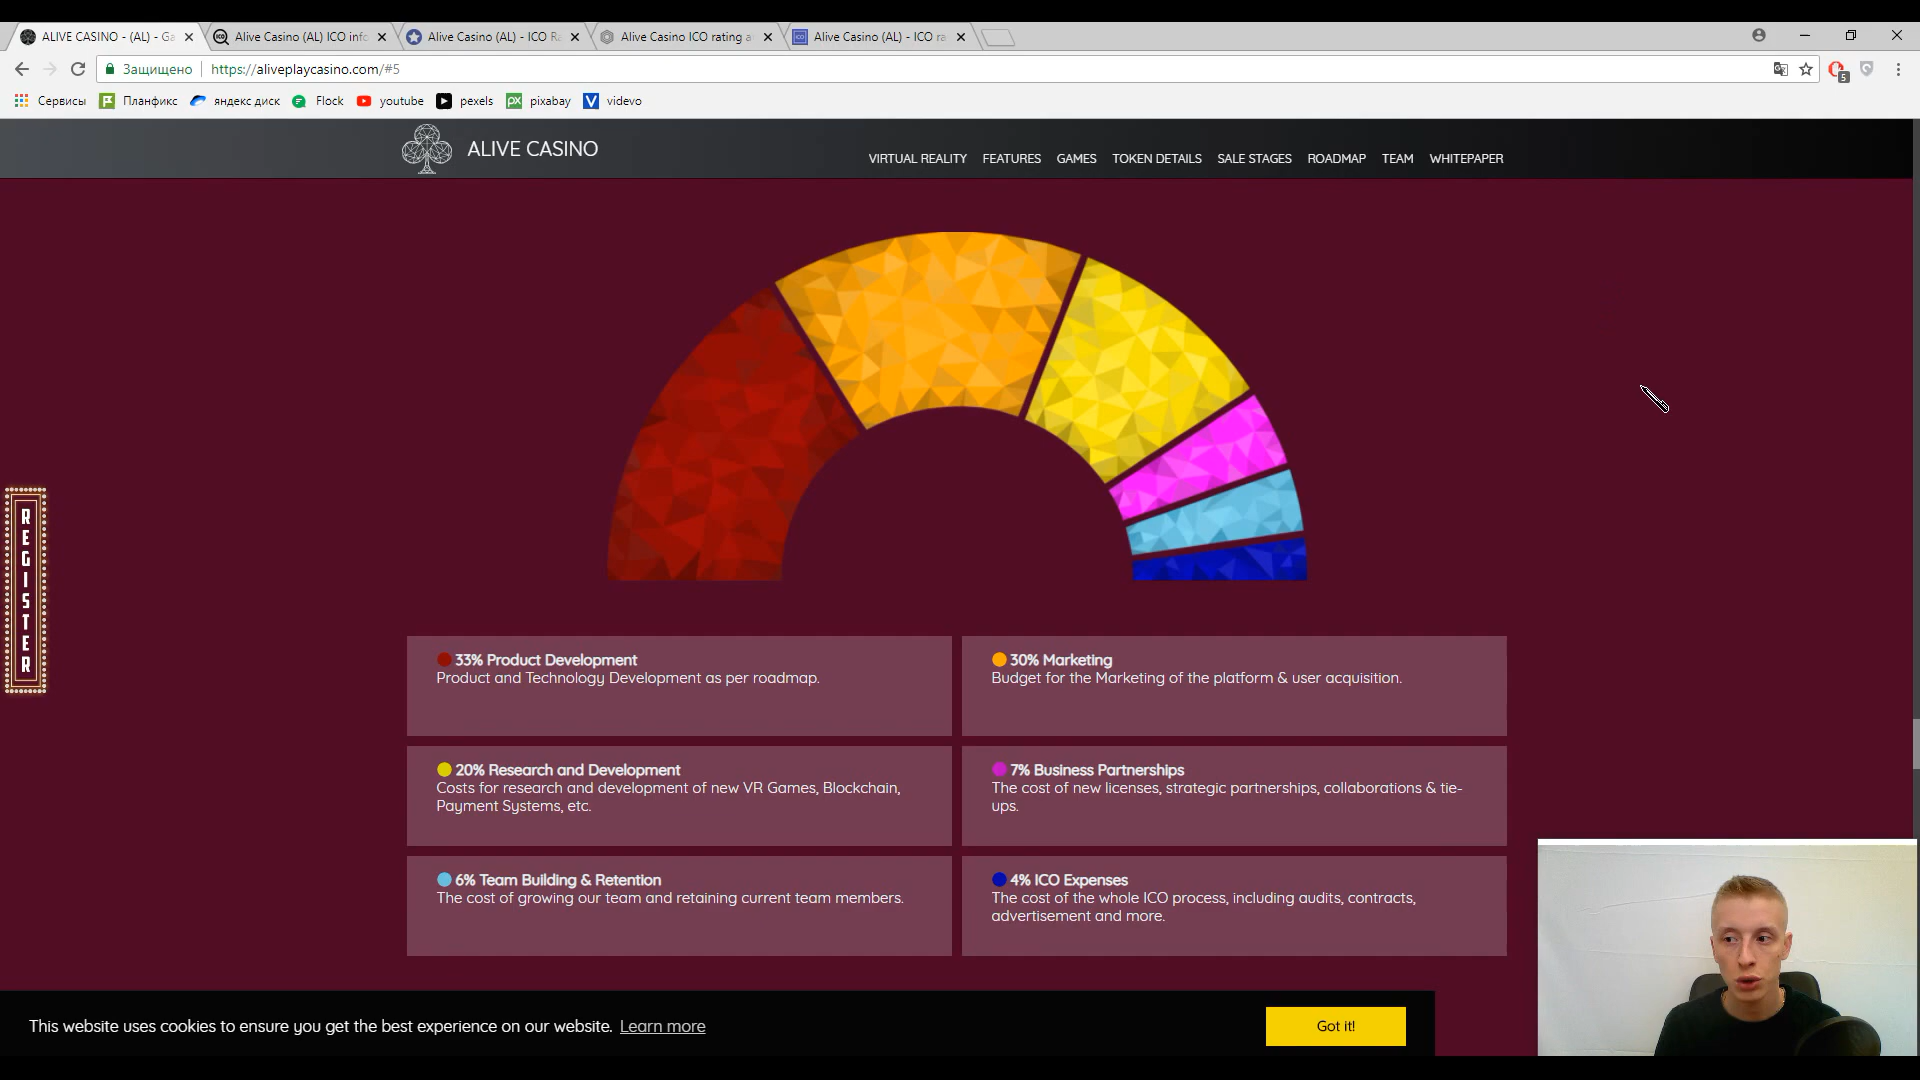 ALIVE CASINO - (AL) - Ga
Alive Casino (AL) ICO info
Alive Casino (AL) - ICO Ra
Alive Casino ICO rating a
Alive Casino (AL) - ICO ra
Защищено
https://aliveplaycasino.com/#5
5
Сервисы
Планфикс
яндекс диск
Flock
youtube
pexels
pixabay
videvo
ALIVE CASINO
VIRTUAL REALITY
FEATURES
GAMES
TOKEN DETAILS
SALE STAGES
ROADMAP
TEAM
WHITEPAPER
REGISTER
33% Product Development
Product and Technology Development as per roadmap.
30% Marketing
Budget for the Marketing of the platform & user acquisition.
20% Research and Development
Costs for research and development of new VR Games, Blockchain,
Payment Systems, etc.
7% Business Partnerships
The cost of new licenses, strategic partnerships, collaborations & tie-
ups.
6% Team Building & Retention
The cost of growing our team and retaining current team members.
4% ICO Expenses
The cost of the whole ICO process, including audits, contracts,
advertisement and more.
This website uses cookies to ensure you get the best experience on our website. Learn more
Got it!